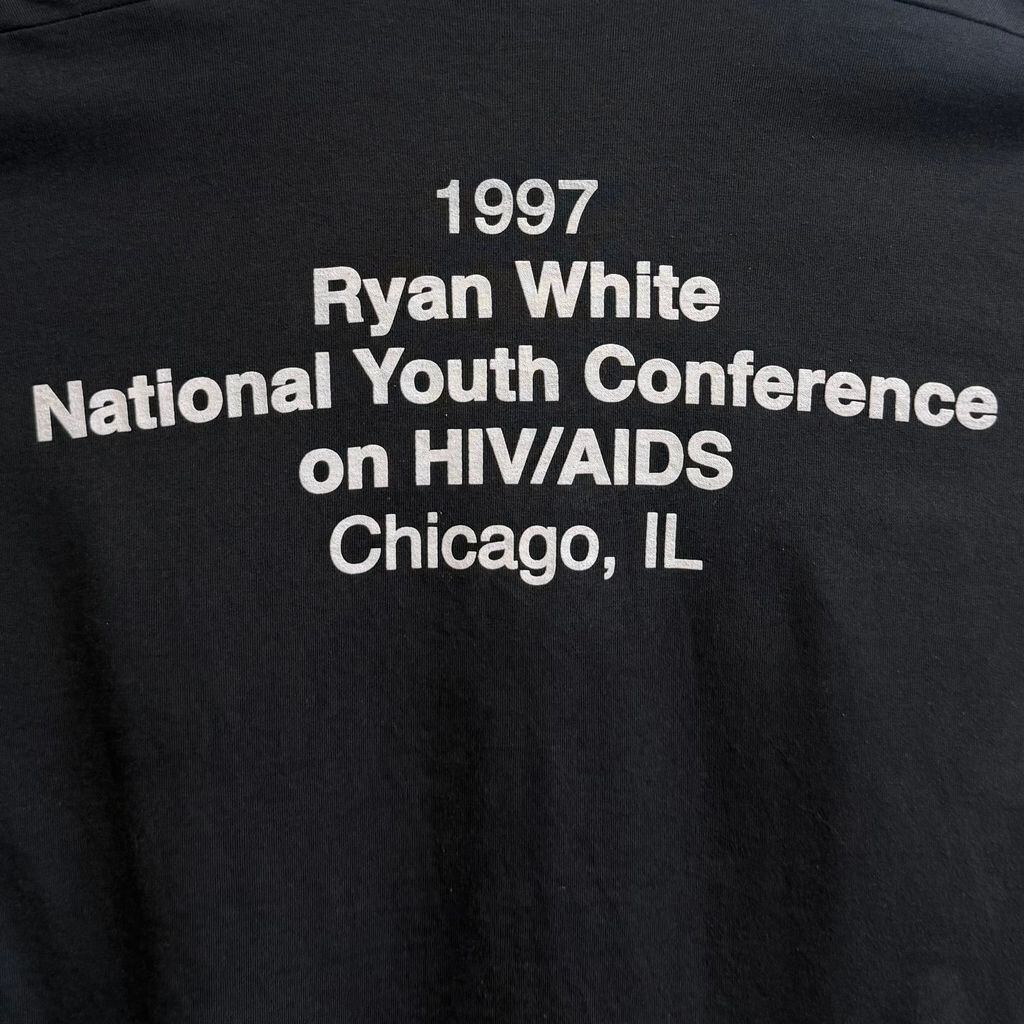 1997
Ryan White
National Youth Conference
on HIV/AIDS
Chicago, IL